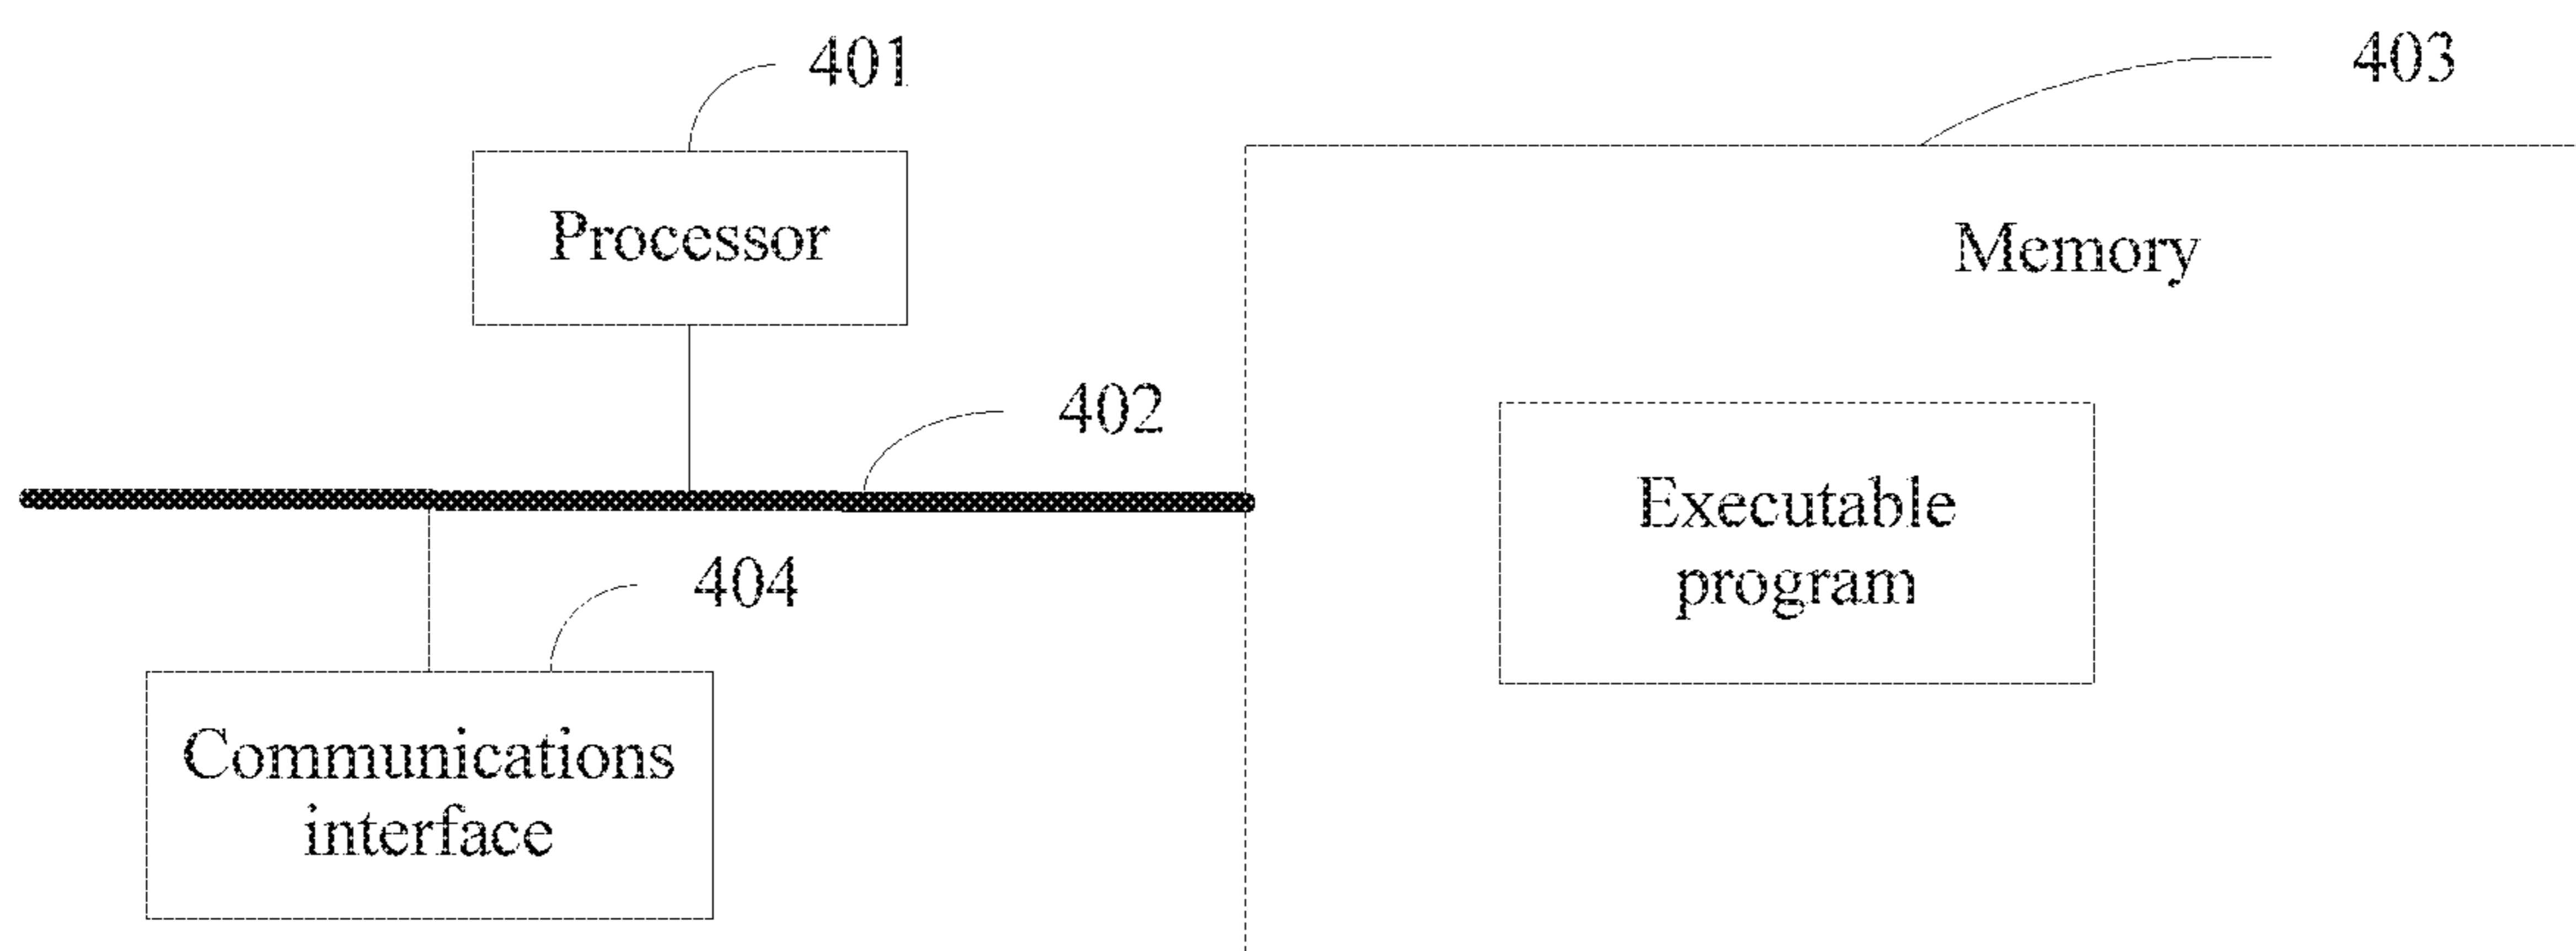 401
403
Processor
Memory
402
Executable
program
404
Communications
interface